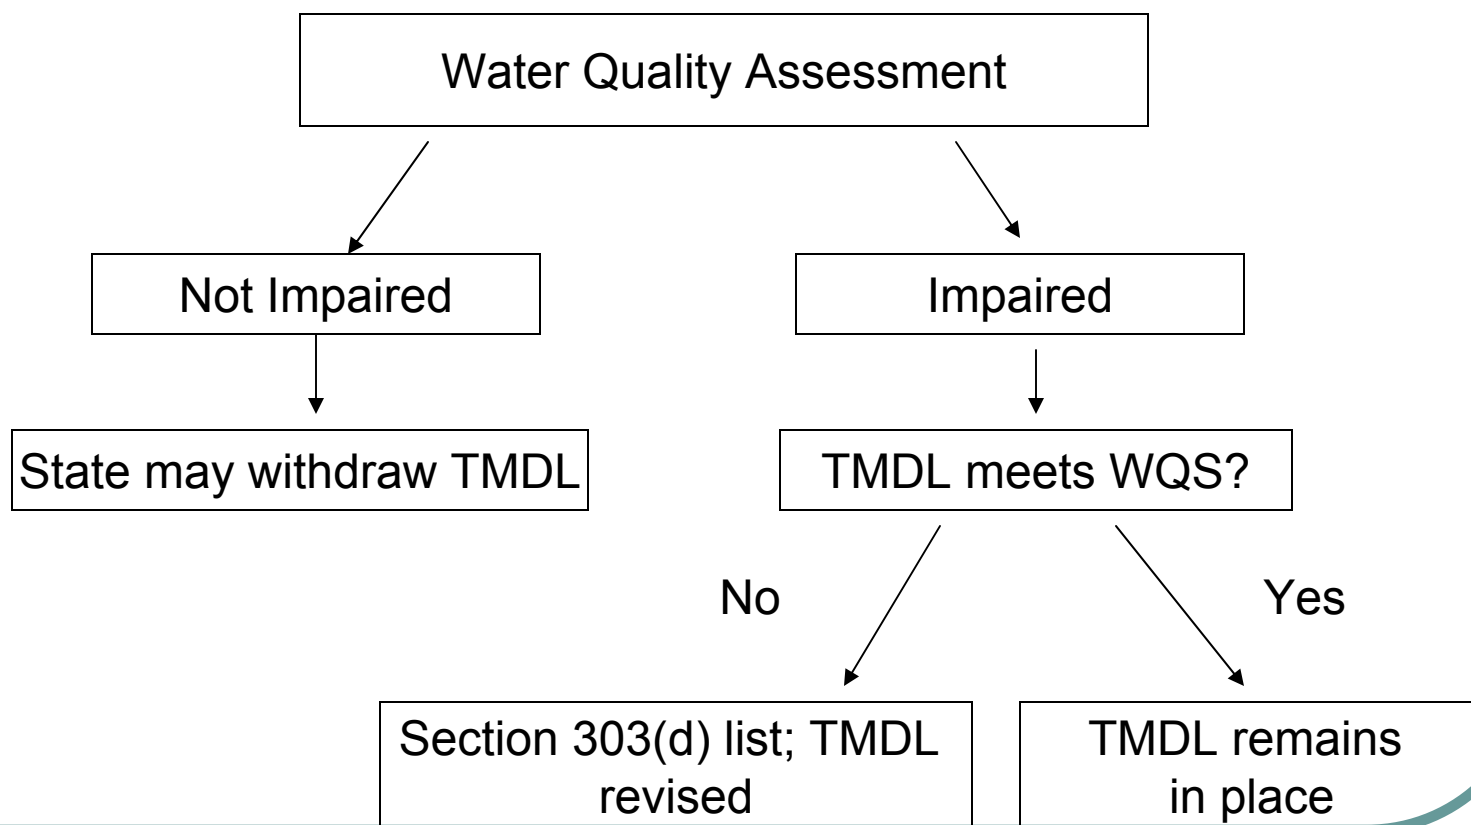 Water Quality Assessment
Not Impaired
Impaired
State may withdraw TMDL
TMDL meets WQS?
No
Yes
Section 303(d) list; TMDL
revised
TMDL remains
in place